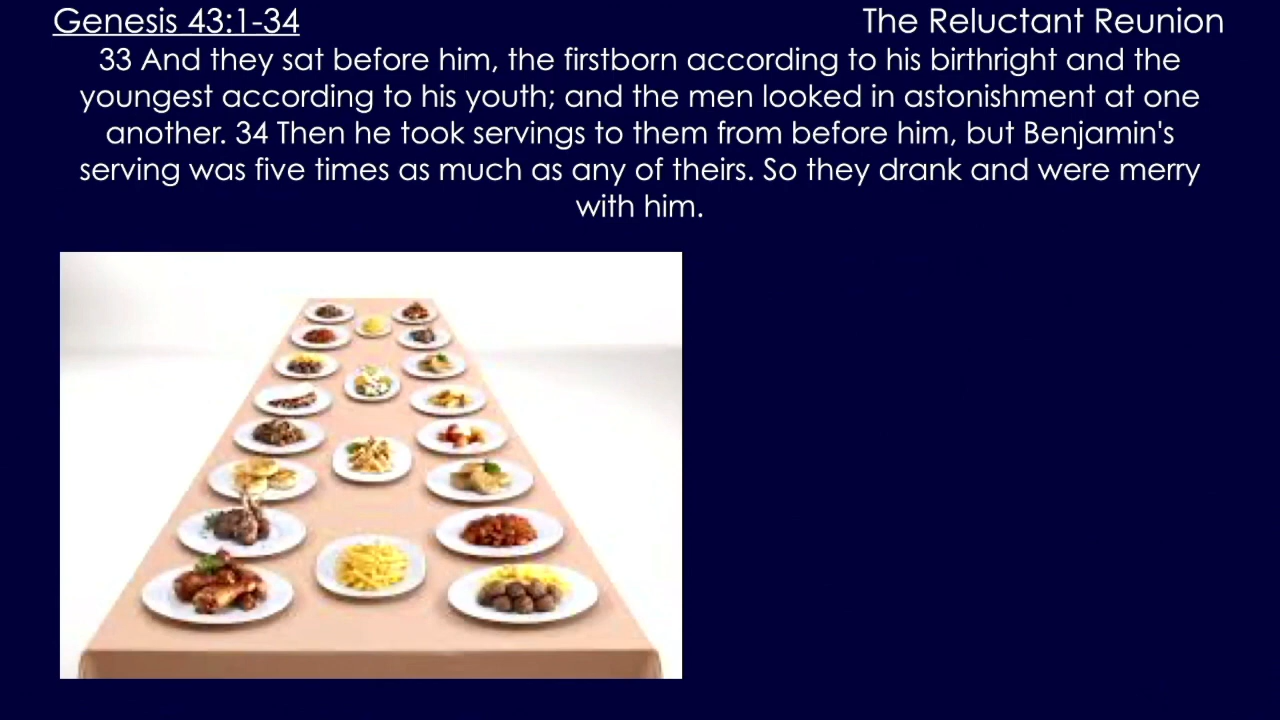 Genesis 43:1-34 The Reluctant Reunion
33 And they sat before him, the firstborn according to his birthright and the
youngest according to his youth; and the men looked in astonishment at one
another. 34 Then he took servings to them from before him, but Benjamin's
serving was five times as much as any of theirs. So they drank and were merry
with him.